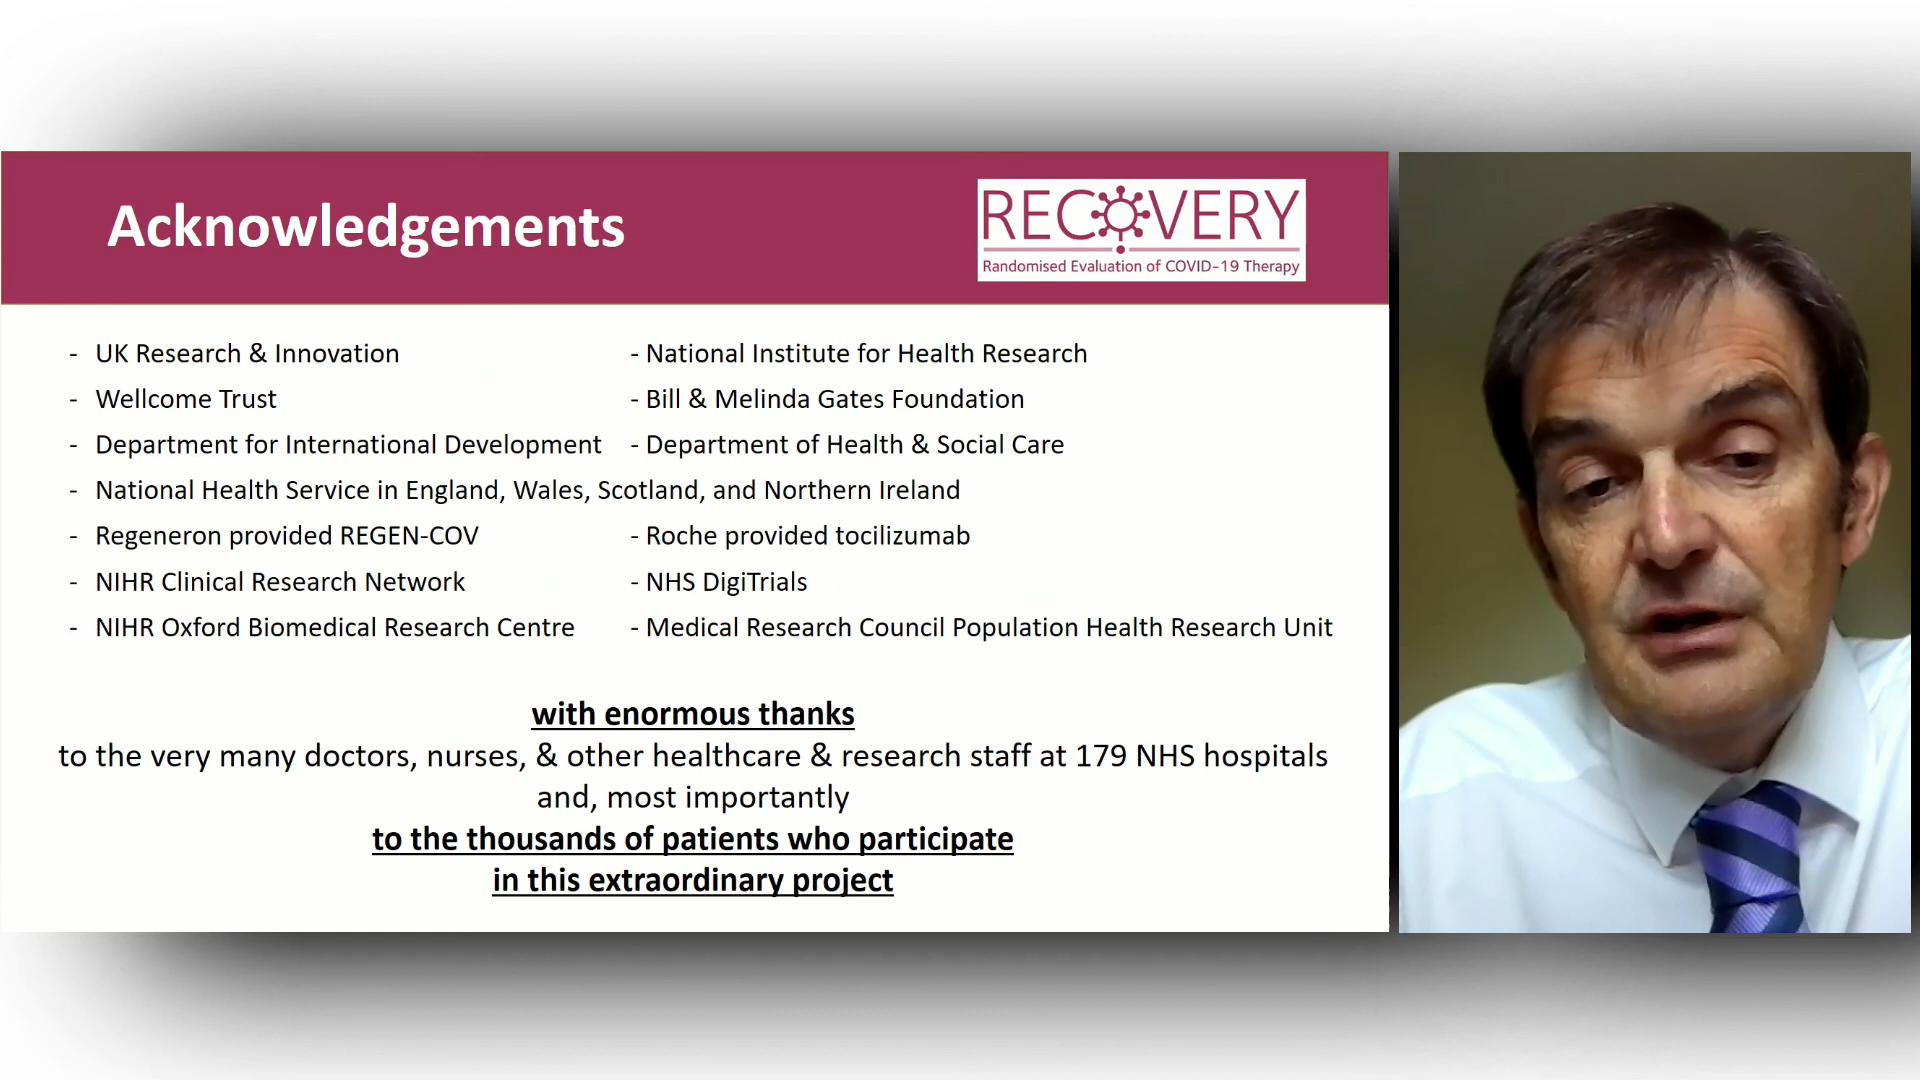 Acknowledgements
RECOVERY
Randomised Evaluation of COVID-19 Therapy
- UK Research & Innovation
- National Institute for Health Research
- Wellcome Trust
- Bill & Melinda Gates Foundation
- Department for International Development
- Department of Health & Social Care
- National Health Service in England, Wales, Scotland, and Northern Ireland
- Regeneron provided REGEN-COV
- Roche provided tocilizumab
- NIHR Clinical Research Network
- NHS DigiTrials
- NIHR Oxford Biomedical Research Centre
- Medical Research Council Population Health Research Unit
with enormous thanks
to the very many doctors, nurses, & other healthcare & research staff at 179 NHS hospitals
and, most importantly
to the thousands of patients who participate
in this extraordinary project